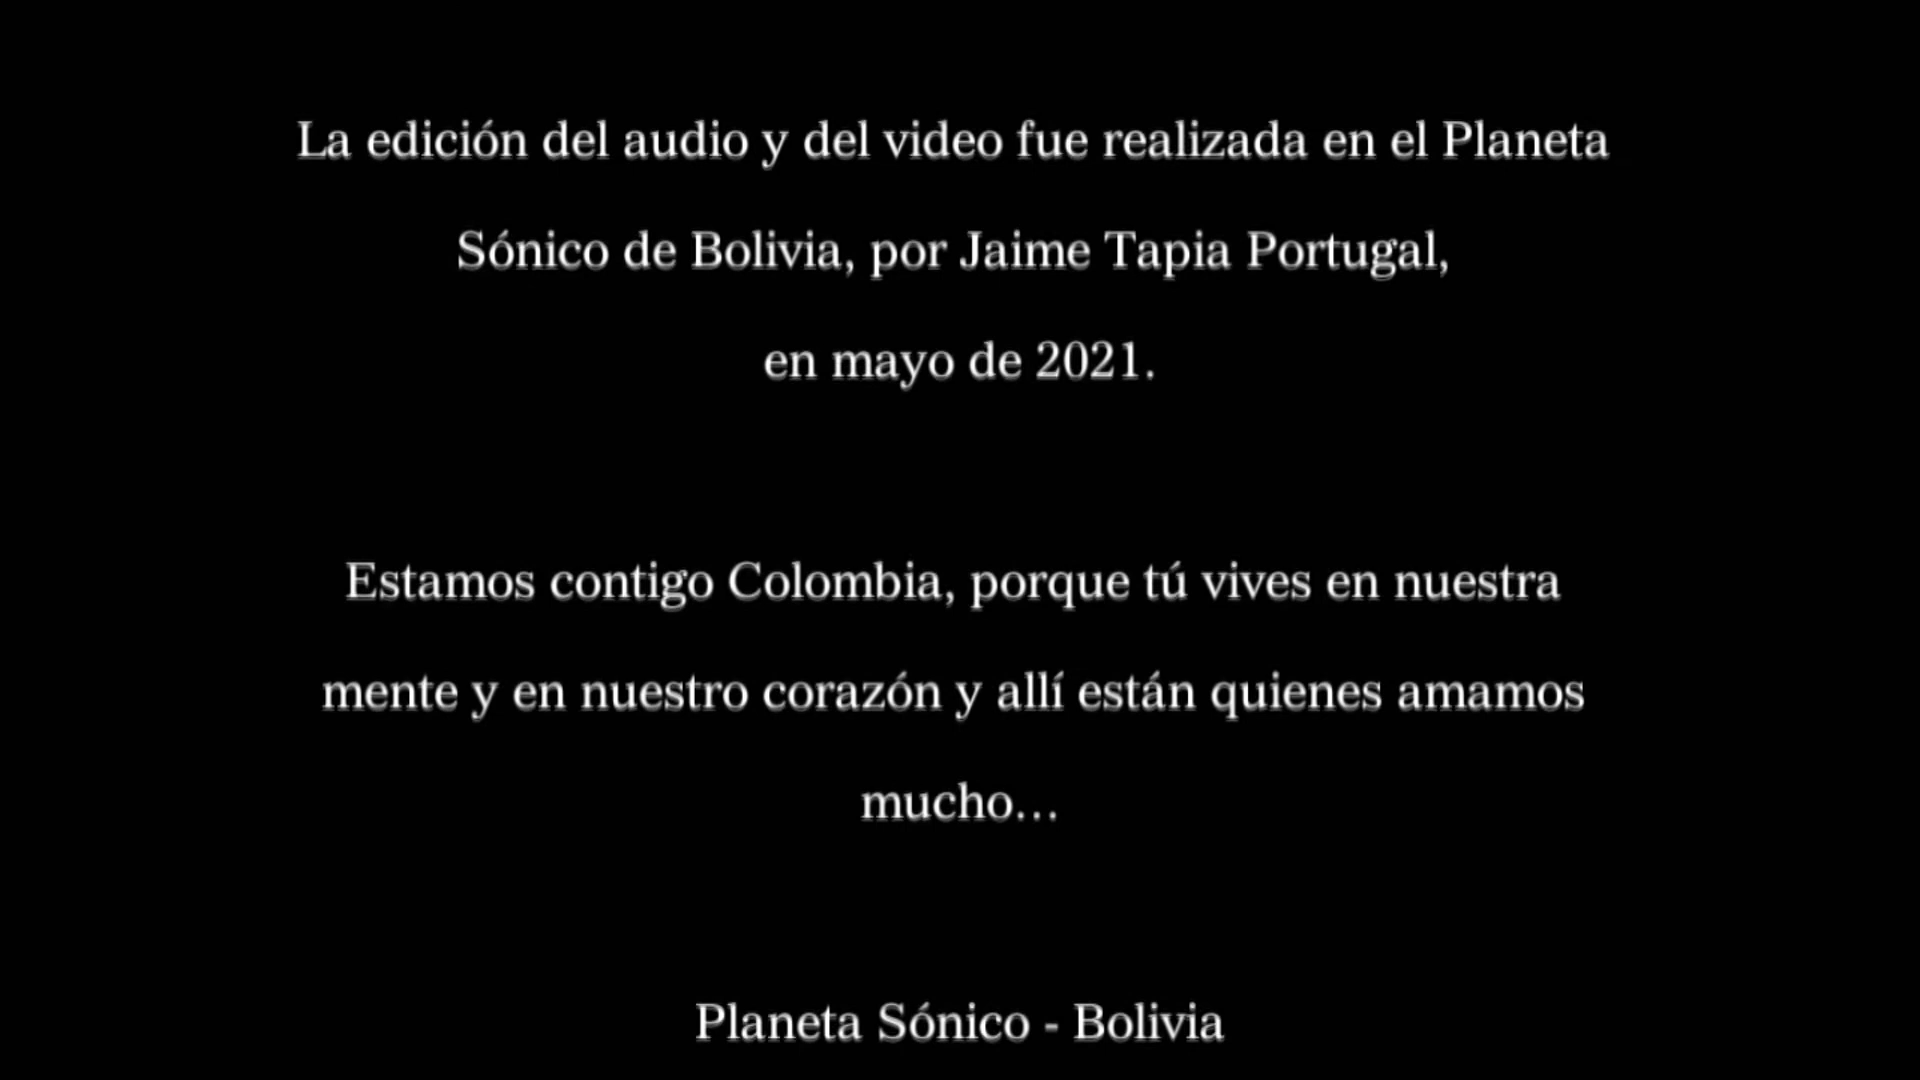 La edición del audio y del video fue realizada en el Planeta
Sónico de Bolivia, por Jaime Tapia Portugal,
en mayo de 2021.
Estamos contigo Colombia, porque tú vives en nuestra
mente y en nuestro corazón y allí están quienes amamos
mucho...
Planeta Sónico - Bolivia